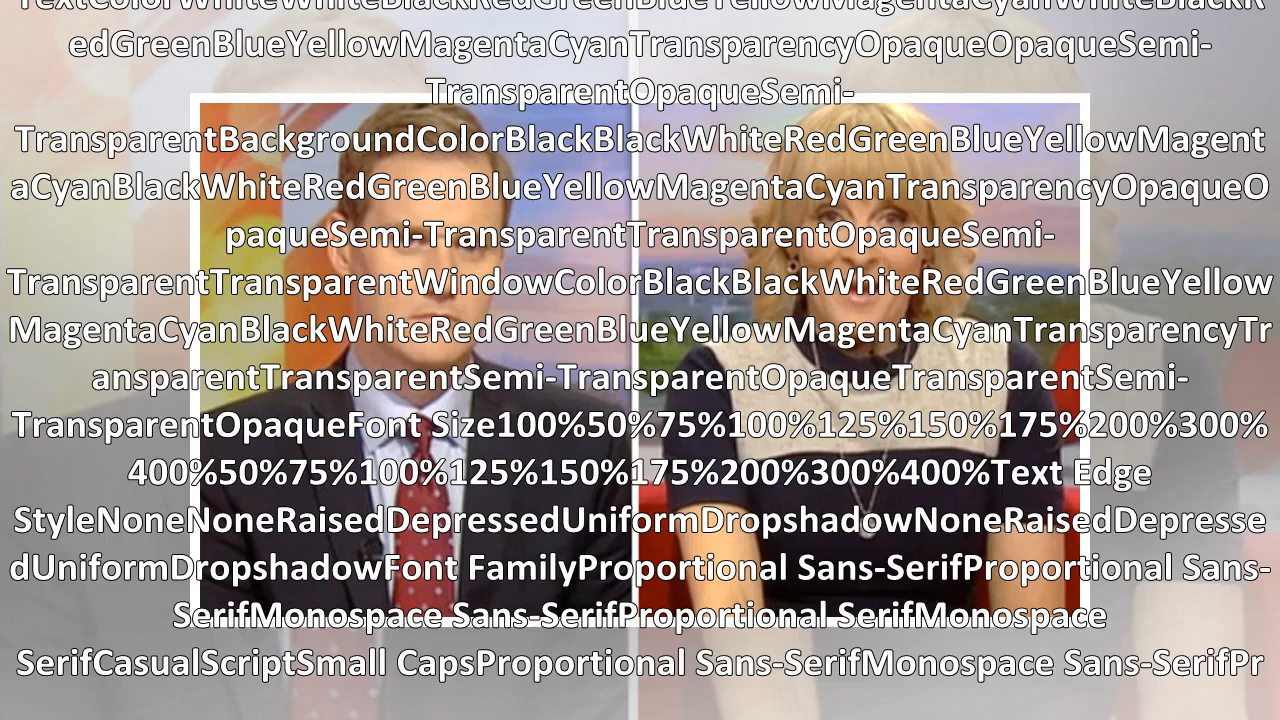 TextColorWhiteWhiteBlackRedGreenBlueYellowMagentaCyanWhiteBlackR
edGreenBlueYellowMagentaCyanTransparencyOpaqueOpaqueSemi-
TransparentOpaqueSemi-
TransparentBackgroundColorBlackBlackWhiteRedGreenBlueYellowMagent
aCyanBlackWhiteRedGreenBlueYellowMagentaCyanTransparencyOpaqueO
paqueSemi-TransparentTransparentOpaqueSemi-
TransparentTransparentWindowColorBlackBlackWhiteRedGreenBlueYellow
MagentaCyanBlackWhiteRedGreenBlueYellowMagentaCyanTransparencyTr
ansparentTransparentSemi-TransparentOpaqueTransparentSemi-
TransparentOpaqueFont Size100%50%75%100%125%150%175%200%300%
400%50%75%100%125%150%175%200%300%400%Text Edge
StyleNoneNoneRaisedDepressedUniformDropshadowNoneRaisedDepresse
dUniformDropshadowFont FamilyProportional Sans-SerifProportional Sans-
SerifMonospace Sans-SerifProportional SerifMonospace
SerifCasualScriptSmall CapsProportional Sans-SerifMonospace Sans-SerifPr